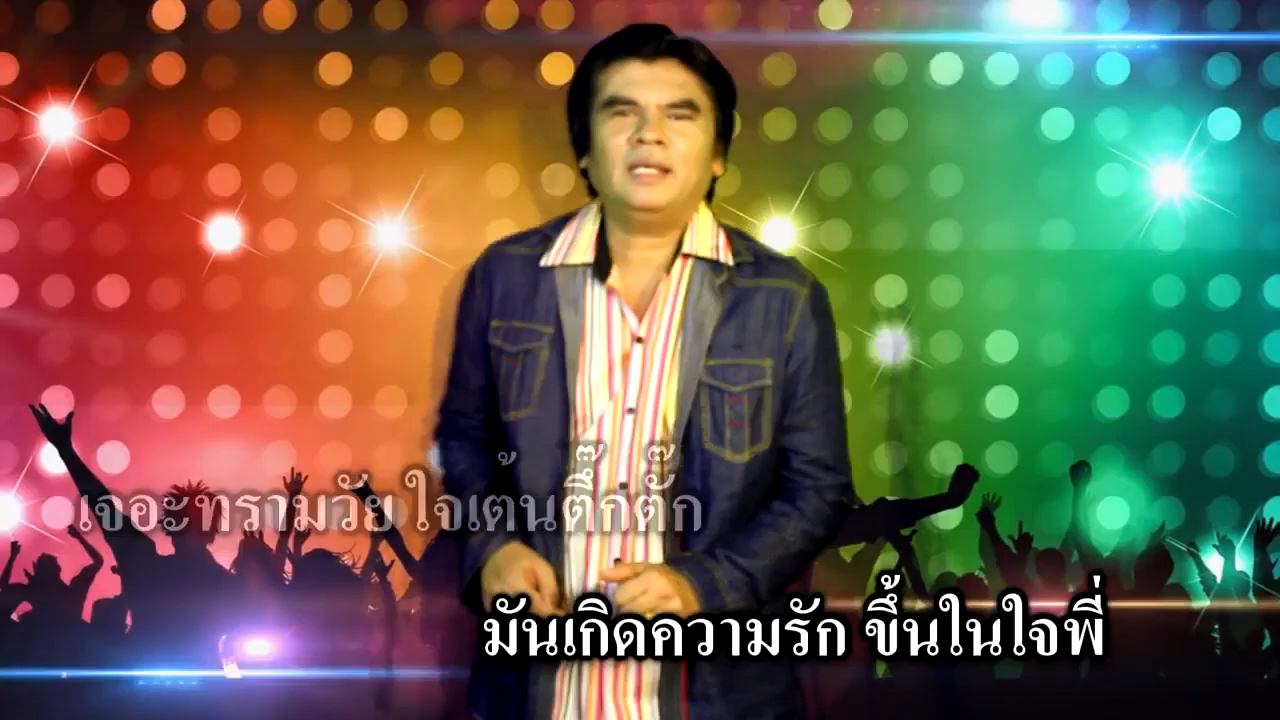 เจอะทรามวัยใจเต้นตึ๊กตั๊ก
มันเกิดความรัก ขึ้นในใจพี่